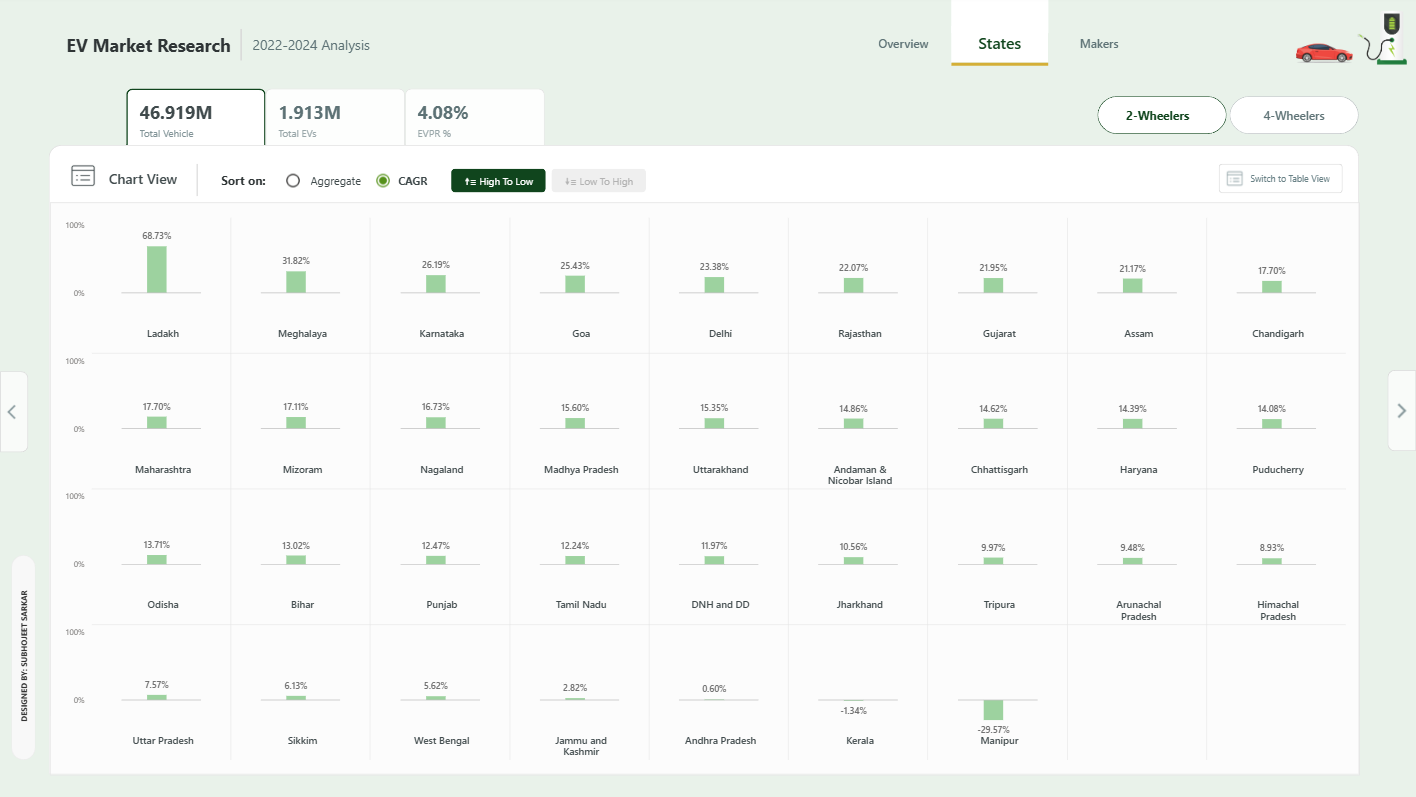 EV Market Research
2022-2024 Analysis
Overview
States
Makers
46.919M
Total Vehicle
1.913M
Total EVs
4.08%
EVPR %
2-Wheelers
4-Wheelers
Chart View
Sort on:
Aggregate
CAGR
High To Low
Low To High
Switch to Table View
100%
0%
68.73%
31.82%
26.19%
25.43%
23.38%
22.07%
21.95%
21.17%
17.70%
Ladakh
Meghalaya
Karnataka
Goa
Delhi
Rajasthan
Gujarat
Assam
Chandigarh
100%
0%
17.70%
17.11%
16.73%
15.60%
15.35%
14.86%
14.62%
14.39%
14.08%
Maharashtra
Mizoram
Nagaland
Madhya Pradesh
Uttarakhand
Andaman &
Nicobar Island
Chhattisgarh
Haryana
Puducherry
100%
0%
13.71%
13.02%
12.47%
12.24%
11.97%
10.56%
9.97%
9.48%
8.93%
Odisha
Bihar
Punjab
Tamil Nadu
DNH and DD
Jharkhand
Tripura
Arunachal
Pradesh
Himachal
Pradesh
100%
0%
7.57%
6.13%
5.62%
2.82%
0.60%
-1.34%
-29.57%
Uttar Pradesh
Sikkim
West Bengal
Jammu and
Kashmir
Andhra Pradesh
Kerala
Manipur
DESIGNED BY: SUBHOJEET SARKAR